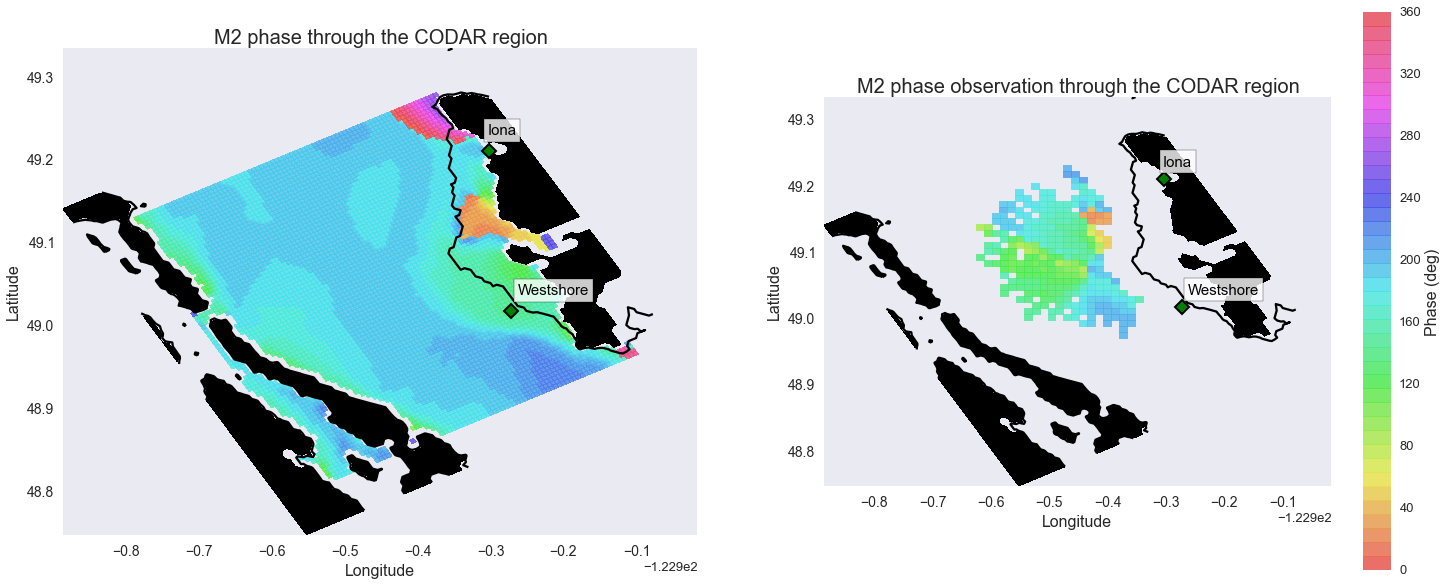 M2 phase through the CODAR region
49.3
49.2
49.1
49.0
48.9
48.8
Latitude
Iona
Westshore
−0.8 −0.7 −0.6 −0.5 −0.4 −0.3 −0.2 −0.1
−1.229e2
Longitude
M2 phase observation through the CODAR region
49.3
49.2
49.1
49.0
48.9
48.8
Latitude
Iona
Westshore
−0.8 −0.7 −0.6 −0.5 −0.4 −0.3 −0.2 −0.1
−1.229e2
Longitude
360
320
280
240
200
160
120
80
40
0
Phase (deg)